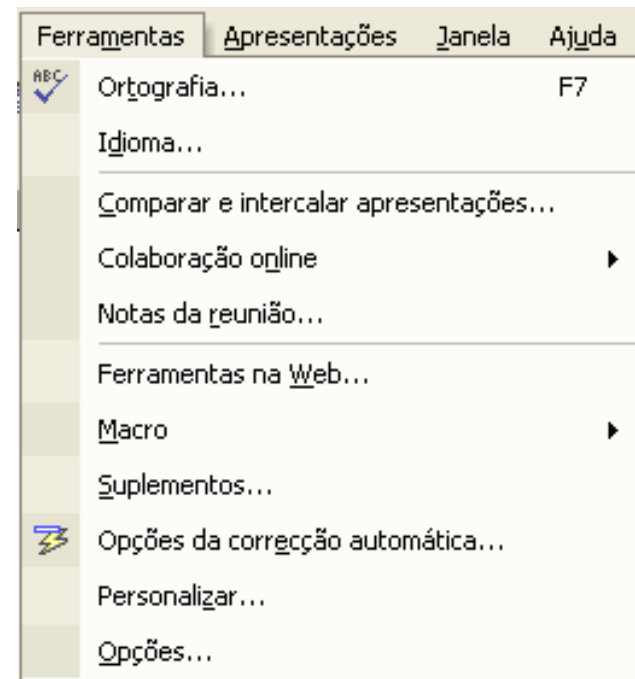 Ferramentas Apresentações Janela Ajuda
ABC Ortografia... F7
Idioma...
Comparar e intercalar apresentações...
Colaboração online
Notas da reunião...
Ferramentas na Web...
Macro
Suplementos...
Opções da correcção automática...
Personalizar...
Opções...